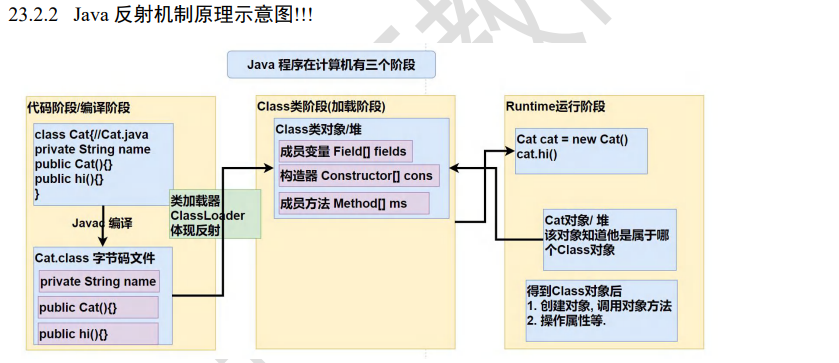 23.2.2 Java 反射机制原理示意图!!!
Java 程序在计算机有三个阶段
代码阶段/编译阶段
class Cat{//Cat.java
private String name
public Cat(){}
public hi(){}
}
Javac 编译
Cat.class 字节码文件
private String name
public Cat(){}
public hi(){}
类加载器
ClassLoader
体现反射
Class类阶段(加载阶段)
Class类对象/堆
成员变量 Field[] fields
构造器 Constructor[] cons
成员方法 Method[] ms
Runtime运行阶段
Cat cat = new Cat()
cat.hi()
Cat对象/ 堆
该对象知道他是属于哪
个Class对象
得到Class对象后
1. 创建对象, 调用对象方法
2. 操作属性等.